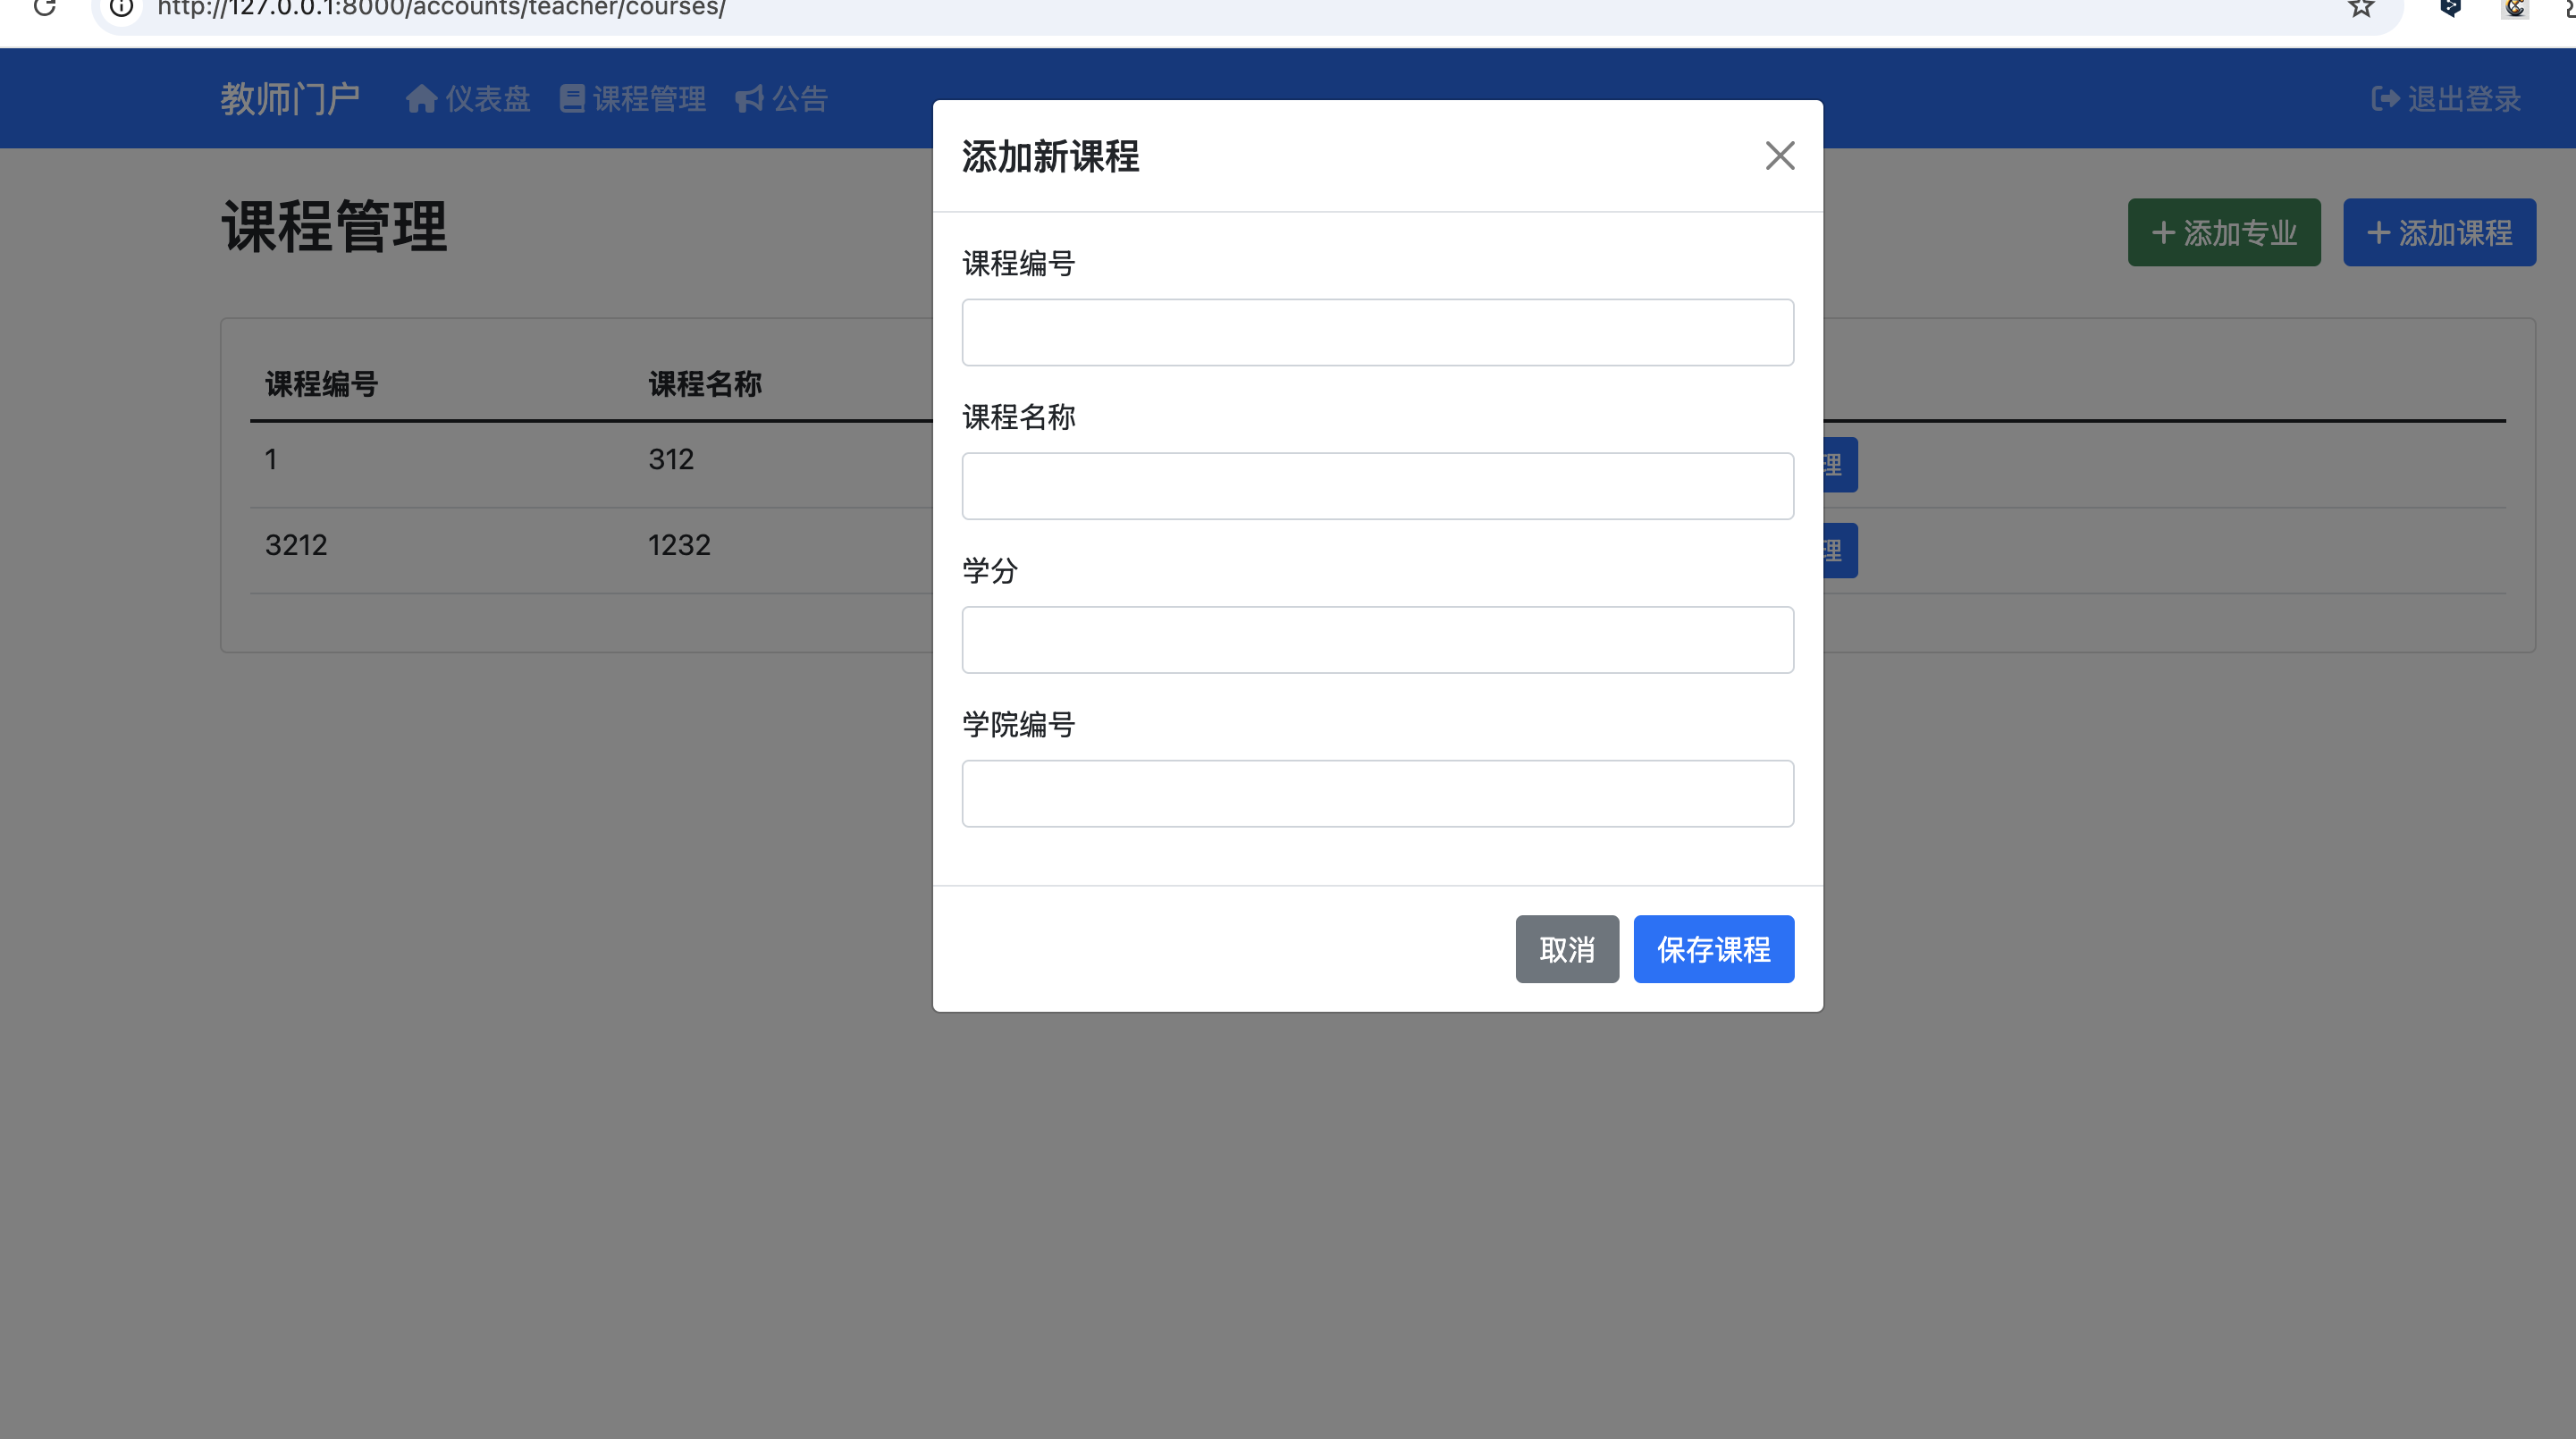 http://127.0.0.1:8000/accounts/teacher/courses/
教师门户 仪表盘 课程管理 公告 退出登录
课程管理
添加专业 添加课程
课程编号 课程名称
1 312 理
3212 1232 理
添加新课程
课程编号
课程名称
学分
学院编号
取消 保存课程